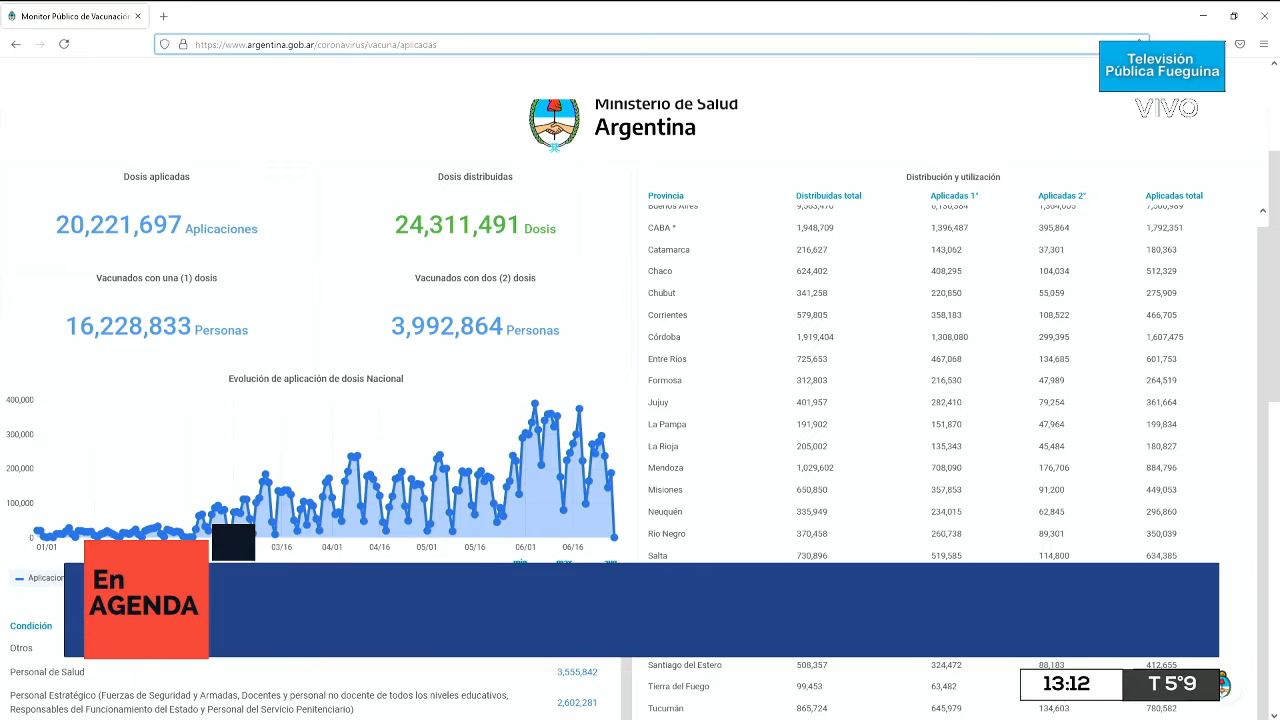 Monitor Público de Vacunación
https://www.argentina.gob.ar/coronavirus/vacuna/aplicadas
Televisión
Pública Fueguina
VIVO
Ministerio de Salud
Argentina
Dosis aplicadas
20,221,697 Aplicaciones
Dosis distribuidas
24,311,491 Dosis
Vacunados con una (1) dosis
16,228,833 Personas
Vacunados con dos (2) dosis
3,992,864 Personas
Evolución de aplicación de dosis Nacional
400,000
300,000
200,000
100,000
0
01/01 03/16 04/01 04/16 05/01 05/16 06/01 06/16
Aplicacion
Condición
Otros
Personal de Salud 3,555,842
Personal Estratégico (Fuerzas de Seguridad y Armadas, Docentes y personal no docente de todos los niveles educativos,
Responsables del Funcionamiento del Estado y Personal del Servicio Penitenciario) 2,602,281
Distribución y utilización
Provincia Distribuidas total Aplicadas 1° Aplicadas 2° Aplicadas total
Buenos Aires
CABA * 1,948,709 1,396,487 395,864 1,792,351
Catamarca 216,627 143,062 37,301 180,363
Chaco 624,402 408,295 104,034 512,329
Chubut 341,258 220,850 55,059 275,909
Corrientes 579,805 358,183 108,522 466,705
Córdoba 1,919,404 1,308,080 299,395 1,607,475
Entre Ríos 725,653 467,068 134,685 601,753
Formosa 312,803 216,530 47,989 264,519
Jujuy 401,957 282,410 79,254 361,664
La Pampa 191,902 151,870 47,964 199,834
La Rioja 205,002 135,343 45,484 180,827
Mendoza 1,029,602 708,090 176,706 884,796
Misiones 650,850 357,853 91,200 449,053
Neuquén 335,949 234,015 62,845 296,860
Río Negro 370,458 260,738 89,301 350,039
Salta 730,896 519,585 114,800 634,385
Santiago del Estero 508,357 324,472 88,183 412,655
Tierra del Fuego 99,453 63,482
Tucumán 865,724 645,979 134,603 780,582
En
AGENDA
13:12 T 5°9